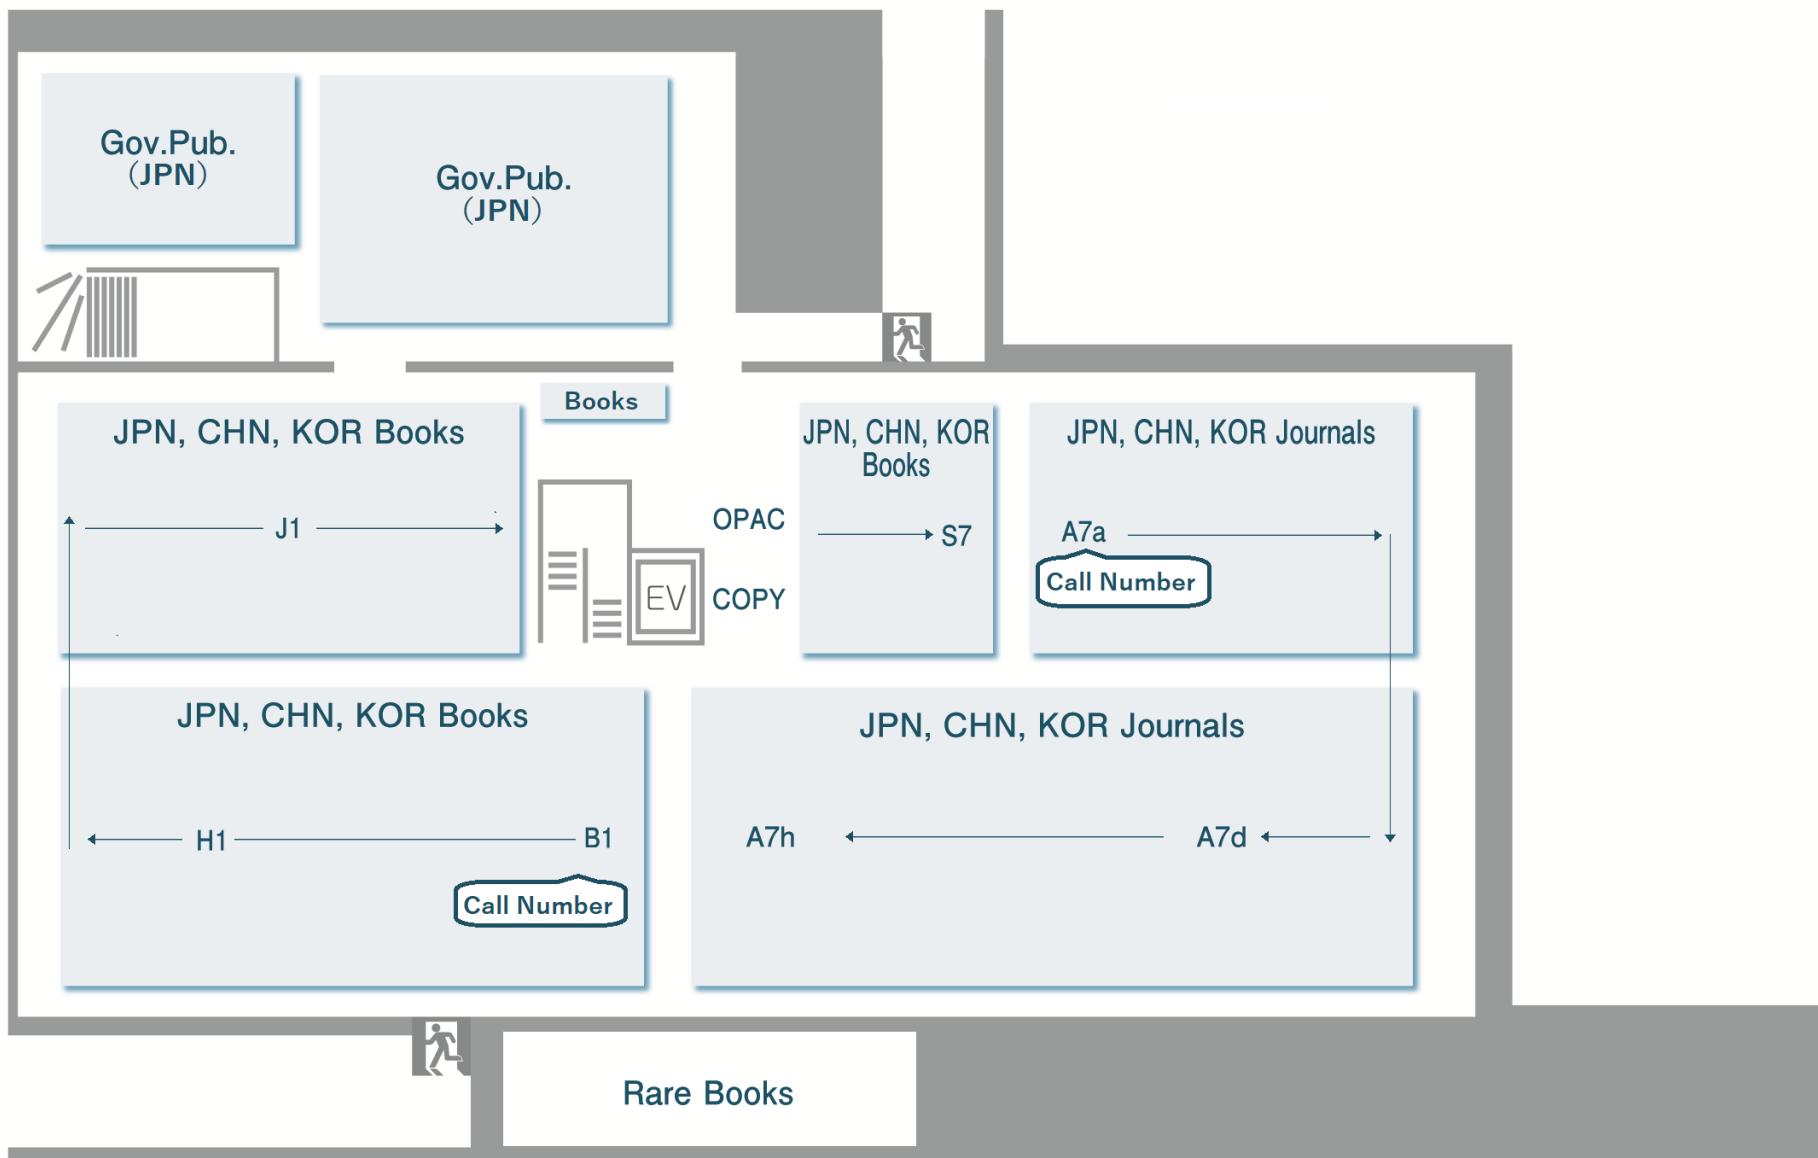 Gov.Pub.
（JPN）
Gov.Pub.
（JPN）
Books
JPN, CHN, KOR Books
J1
OPAC
COPY
EV
JPN, CHN, KOR
Books
S7
JPN, CHN, KOR Journals
A7a
Call Number
JPN, CHN, KOR Books
H1
B1
Call Number
JPN, CHN, KOR Journals
A7h
A7d
Rare Books